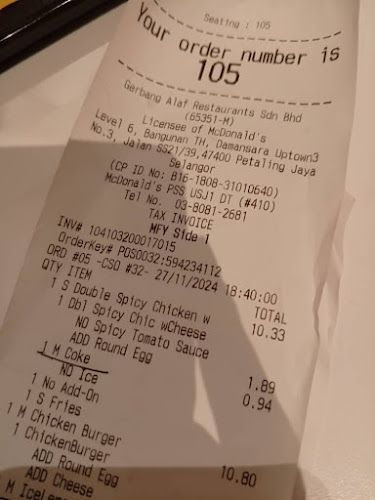 Seating : 105
Your order number is
105
Gerbang Alaf Restaurants Sdn Bhd
(65351-M)
Licensee of McDonald's
Level 6, Bangunan TH, Damansara Uptown3
No.3, Jalan SS21/39,47400 Petaling Jaya
Selangor
(CP ID No: B16-1808-31010640)
McDonald's PSS USJ1 DT (#410)
Tel No. 03-8081-2681
TAX INVOICE
MFY Side 1
INV# 104103200017015
OrderKey# POS0032:594234112
ORD #05 -CSO #32- 27/11/2024 18:40:00
QTY ITEM TOTAL
1 S Double Spicy Chicken w 10.33
1 Dbl Spicy Chic wCheese
NO Spicy Tomato Sauce
ADD Round Egg 1.89
1 M Coke 0.94
NO Ice
1 No Add-On
1 S Fries
1 M Chicken Burger 10.80
1 ChickenBurger
ADD Round Egg
ADD Cheese